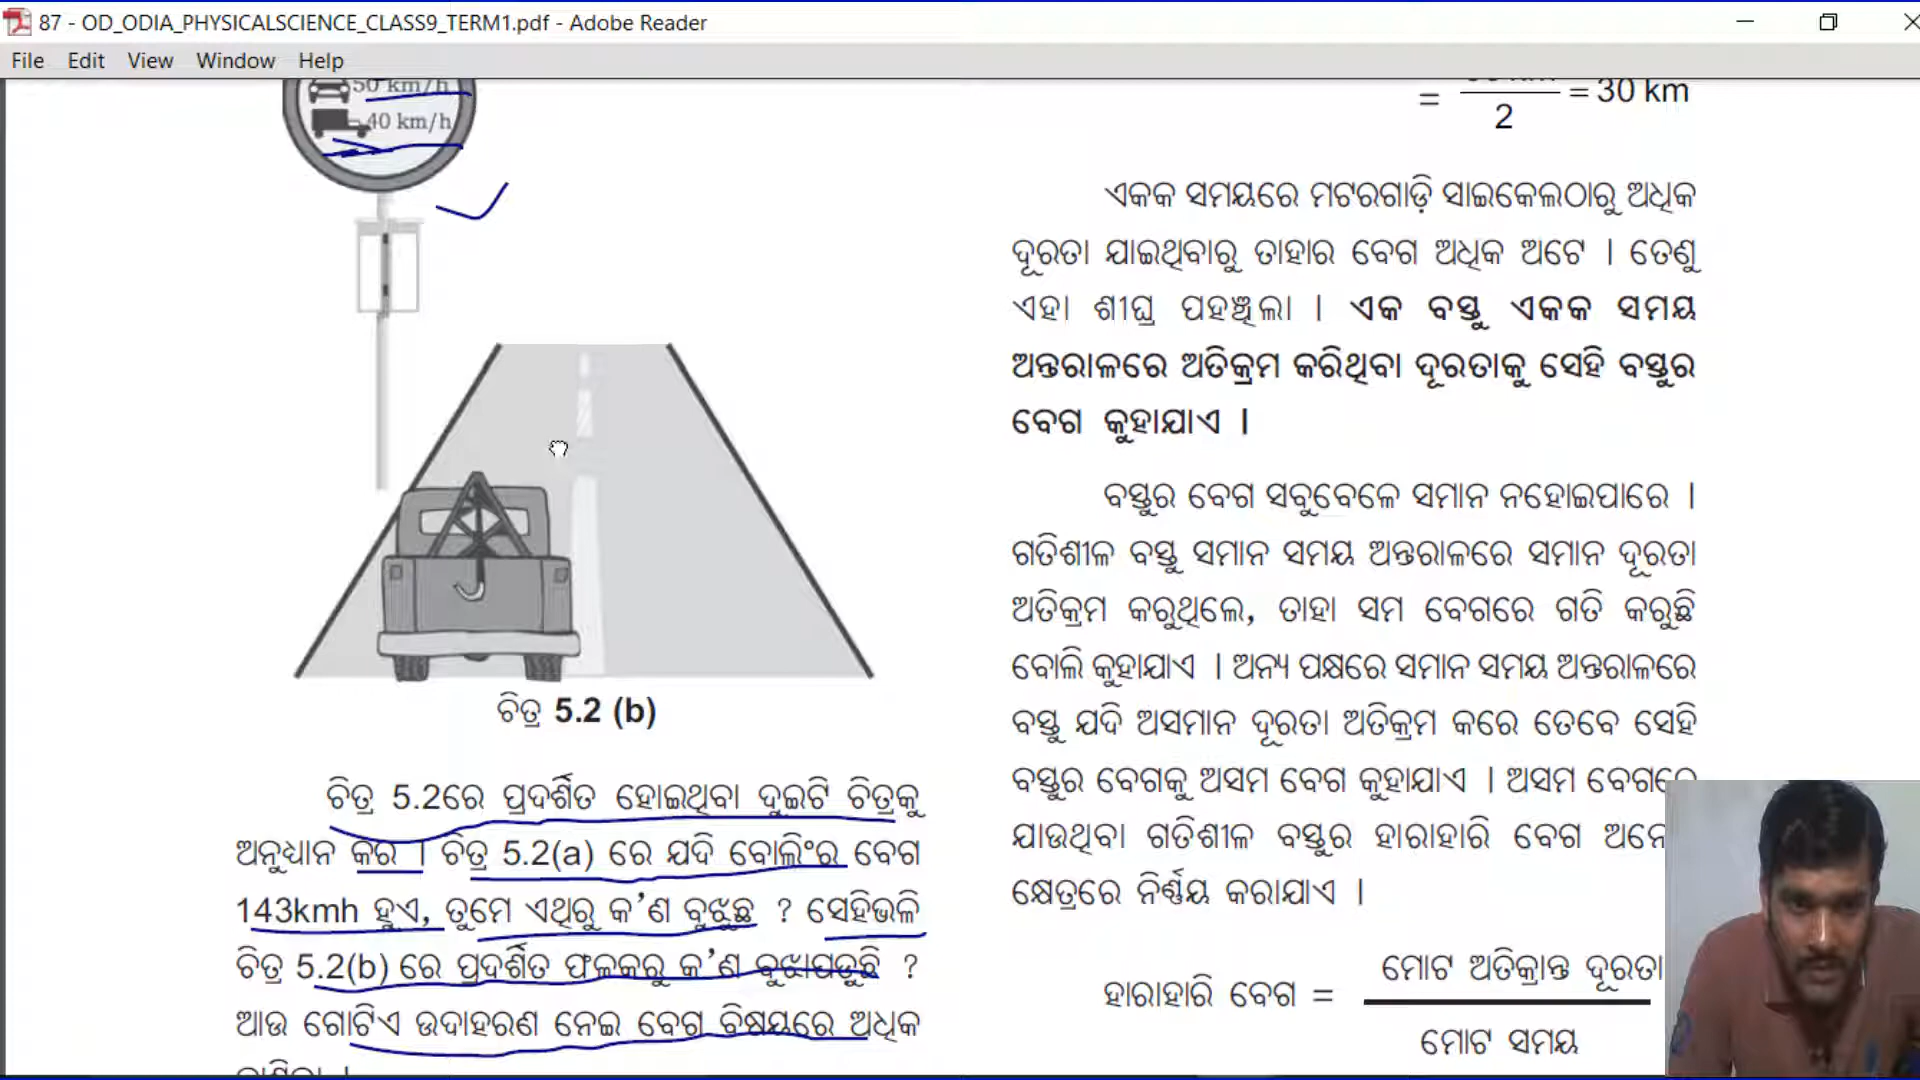 87 - OD_ODIA_PHYSICALSCIENCE_CLASS9_TERM1.pdf - Adobe Reader
File Edit View Window Help
50 km/h
40 km/h
ଚିତ୍ର 5.2 (b)
ଚିତ୍ର 5.2ରେ ପ୍ରଦର୍ଶିତ ହୋଇଥିବା ଦୁଇଟି ଚିତ୍ରକୁ
ଅନୁଧ୍ୟାନ କର । ଚିତ୍ର 5.2(a) ରେ ଯଦି ବୋଲିଂର ବେଗ
143kmh ହୁଏ, ତୁମେ ଏଥିରୁ କ'ଣ ବୁଝୁଛ ? ସେହିଭଳି
ଚିତ୍ର 5.2(b) ରେ ପ୍ରଦର୍ଶିତ ଫଳକରୁ କ'ଣ ବୁଝାପଡୁଛି ?
ଆଉ ଗୋଟିଏ ଉଦାହରଣ ନେଇ ବେଗ ବିଷୟରେ ଅଧିକ
= 2 = 30 km
ଏକକ ସମୟରେ ମଟରଗାଡ଼ି ସାଇକେଲଠାରୁ ଅଧିକ
ଦୂରତା ଯାଇଥିବାରୁ ତାହାର ବେଗ ଅଧିକ ଅଟେ । ତେଣୁ
ଏହା ଶୀଘ୍ର ପହଞ୍ଚିଲା । ଏକ ବସ୍ତୁ ଏକକ ସମୟ
ଅନ୍ତରାଳରେ ଅତିକ୍ରମ କରିଥିବା ଦୂରତାକୁ ସେହି ବସ୍ତୁର
ବେଗ କୁହାଯାଏ ।
ବସ୍ତୁର ବେଗ ସବୁବେଳେ ସମାନ ନହୋଇପାରେ ।
ଗତିଶୀଳ ବସ୍ତୁ ସମାନ ସମୟ ଅନ୍ତରାଳରେ ସମାନ ଦୂରତା
ଅତିକ୍ରମ କରୁଥିଲେ, ତାହା ସମ ବେଗରେ ଗତି କରୁଛି
ବୋଲି କୁହାଯାଏ । ଅନ୍ୟ ପକ୍ଷରେ ସମାନ ସମୟ ଅନ୍ତରାଳରେ
ବସ୍ତୁ ଯଦି ଅସମାନ ଦୂରତା ଅତିକ୍ରମ କରେ ତେବେ ସେହି
ବସ୍ତୁର ବେଗକୁ ଅସମ ବେଗ କୁହାଯାଏ । ଅସମ ବେଗରେ
ଯାଉଥିବା ଗତିଶୀଳ ବସ୍ତୁର ହାରାହାରି ବେଗ
କ୍ଷେତ୍ରରେ ନିର୍ଣ୍ଣୟ କରାଯାଏ ।
ମୋଟ ଅତିକ୍ରାନ୍ତ ଦୂରତା
ହାରାହାରି ବେଗ =
ମୋଟ ସମୟ